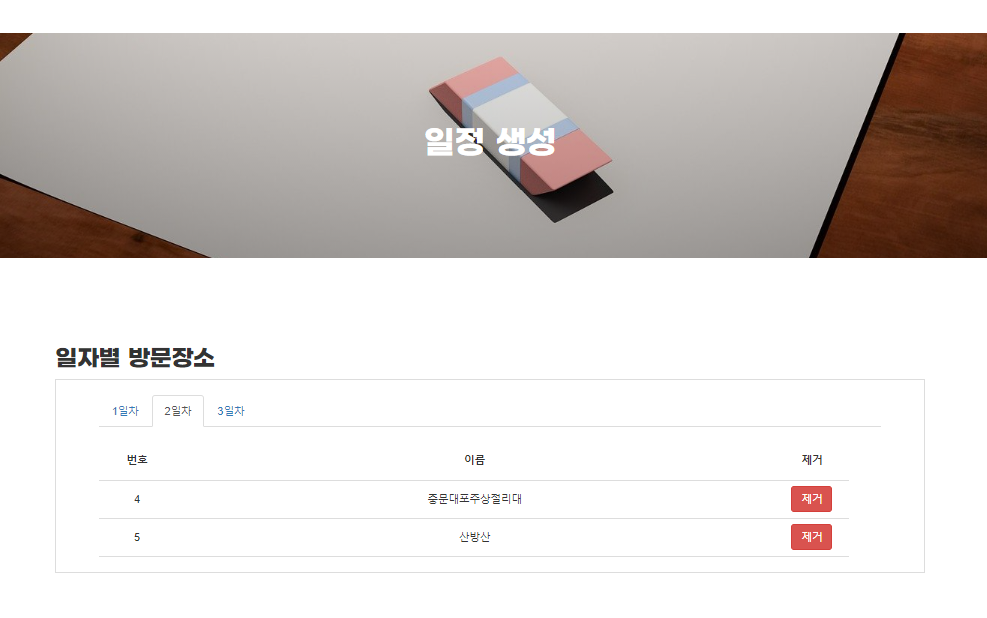 일정 생성
일자별 방문장소
1일차 2일차 3일차
번호 이름 제거
4 중문대포주상절리대 제거
5 산방산 제거